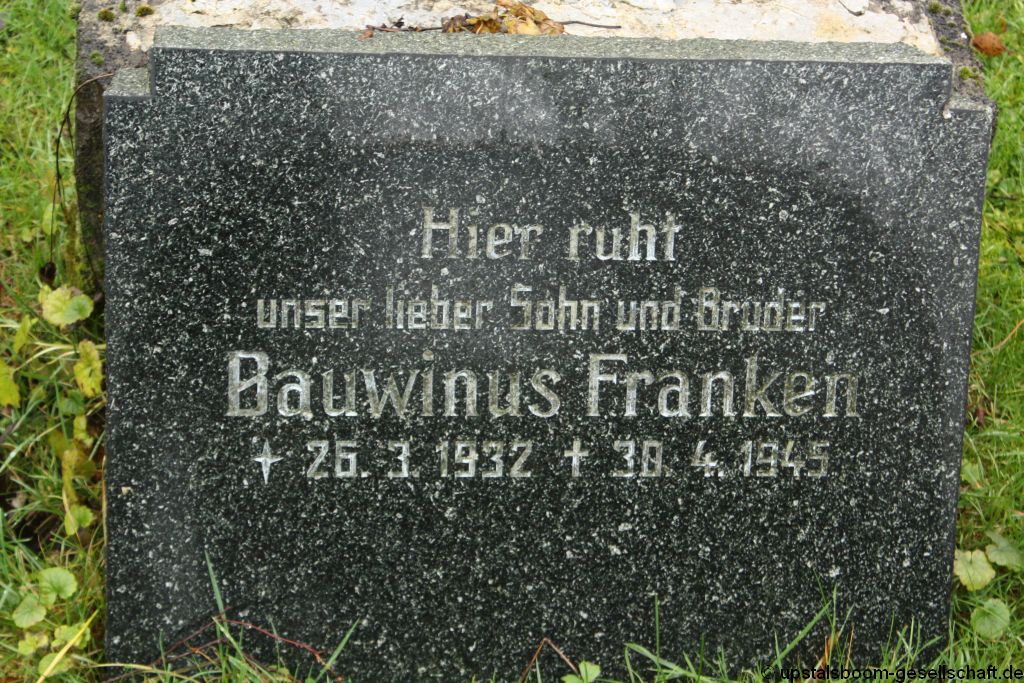 Hier ruht
unser lieber Sohn und Bruder
Bauwinus Franken
26. 3. 1932 ✝ 30. 4. 1945
© upstalsboom-gesellschaft.de